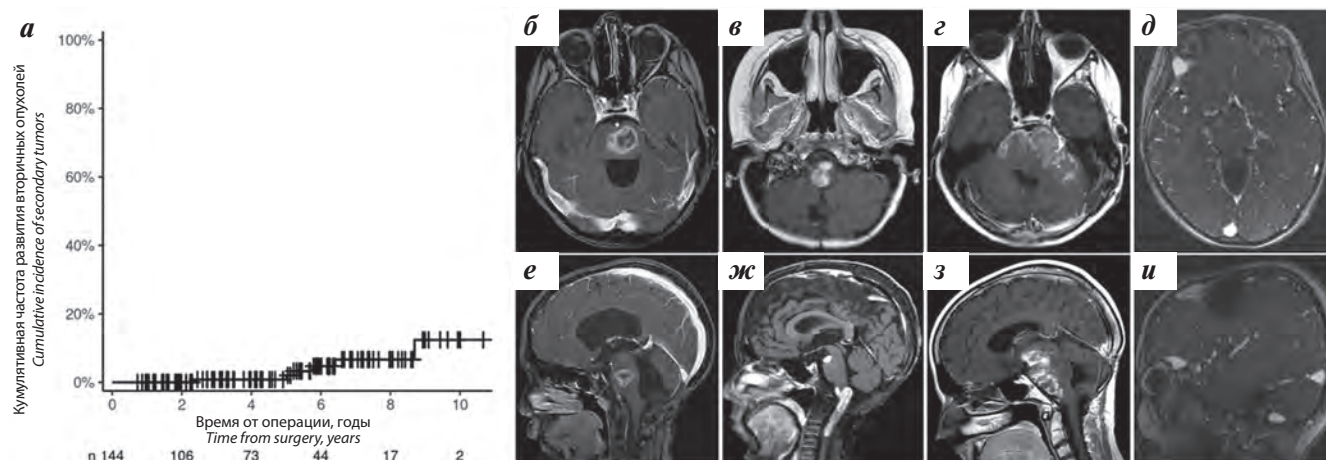 а
100%
80%
60%
40%
20%
0%
Кумулятивная частота развития вторичных опухолей
Cumulative incidence of secondary tumors
0 2 4 6 8 10
Время от операции, годы
Time from surgery, years
n 144 106 73 44 17 2
б в г д
е ж з и